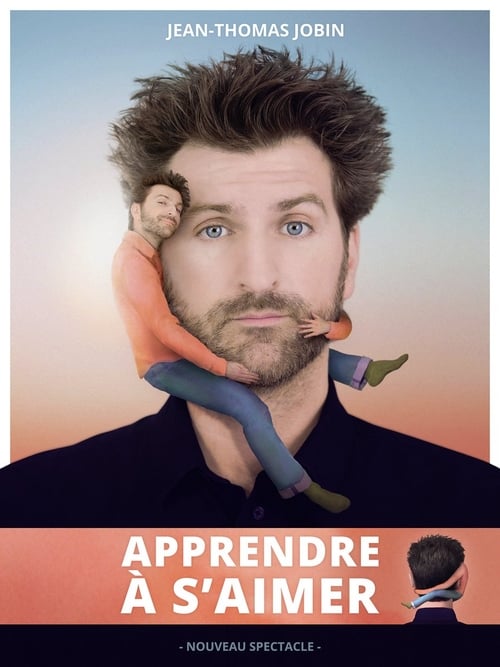 JEAN-THOMAS JOBIN
APPRENDRE
À S'AIMER
- NOUVEAU SPECTACLE -